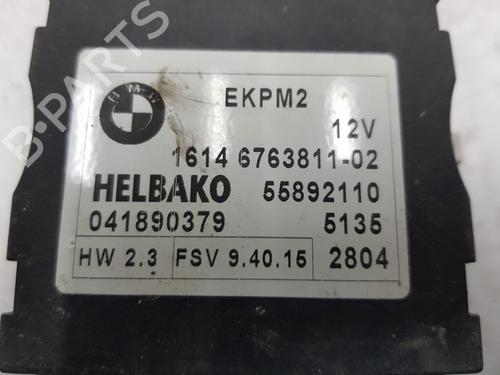 B-PARTS
BMW
EKPM2
12V
1614 6763811-02
HELBAKO 55892110
041890379 5135
HW 2.3 FSV 9.40.15 2804